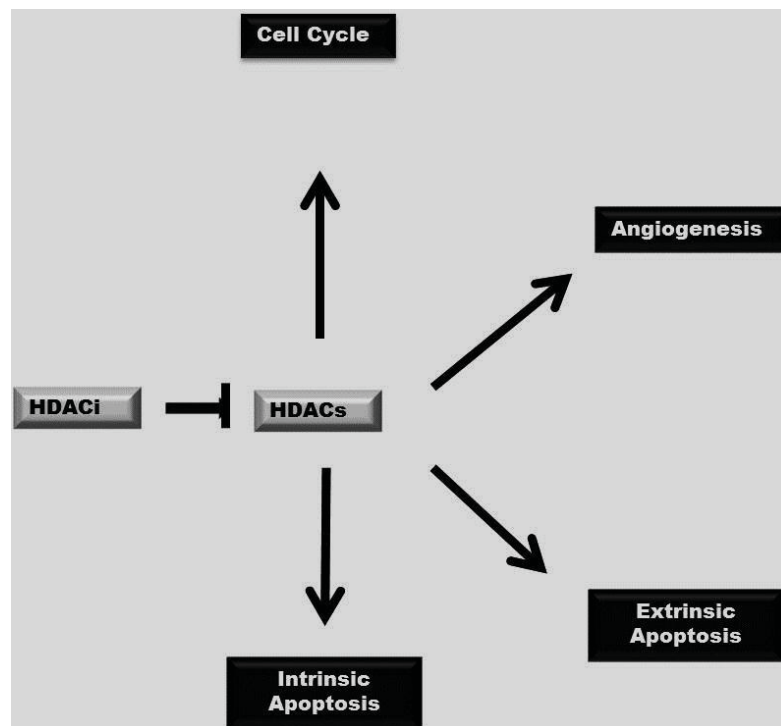 Cell Cycle
Angiogenesis
HDACi
HDACs
Extrinsic
Apoptosis
Intrinsic
Apoptosis